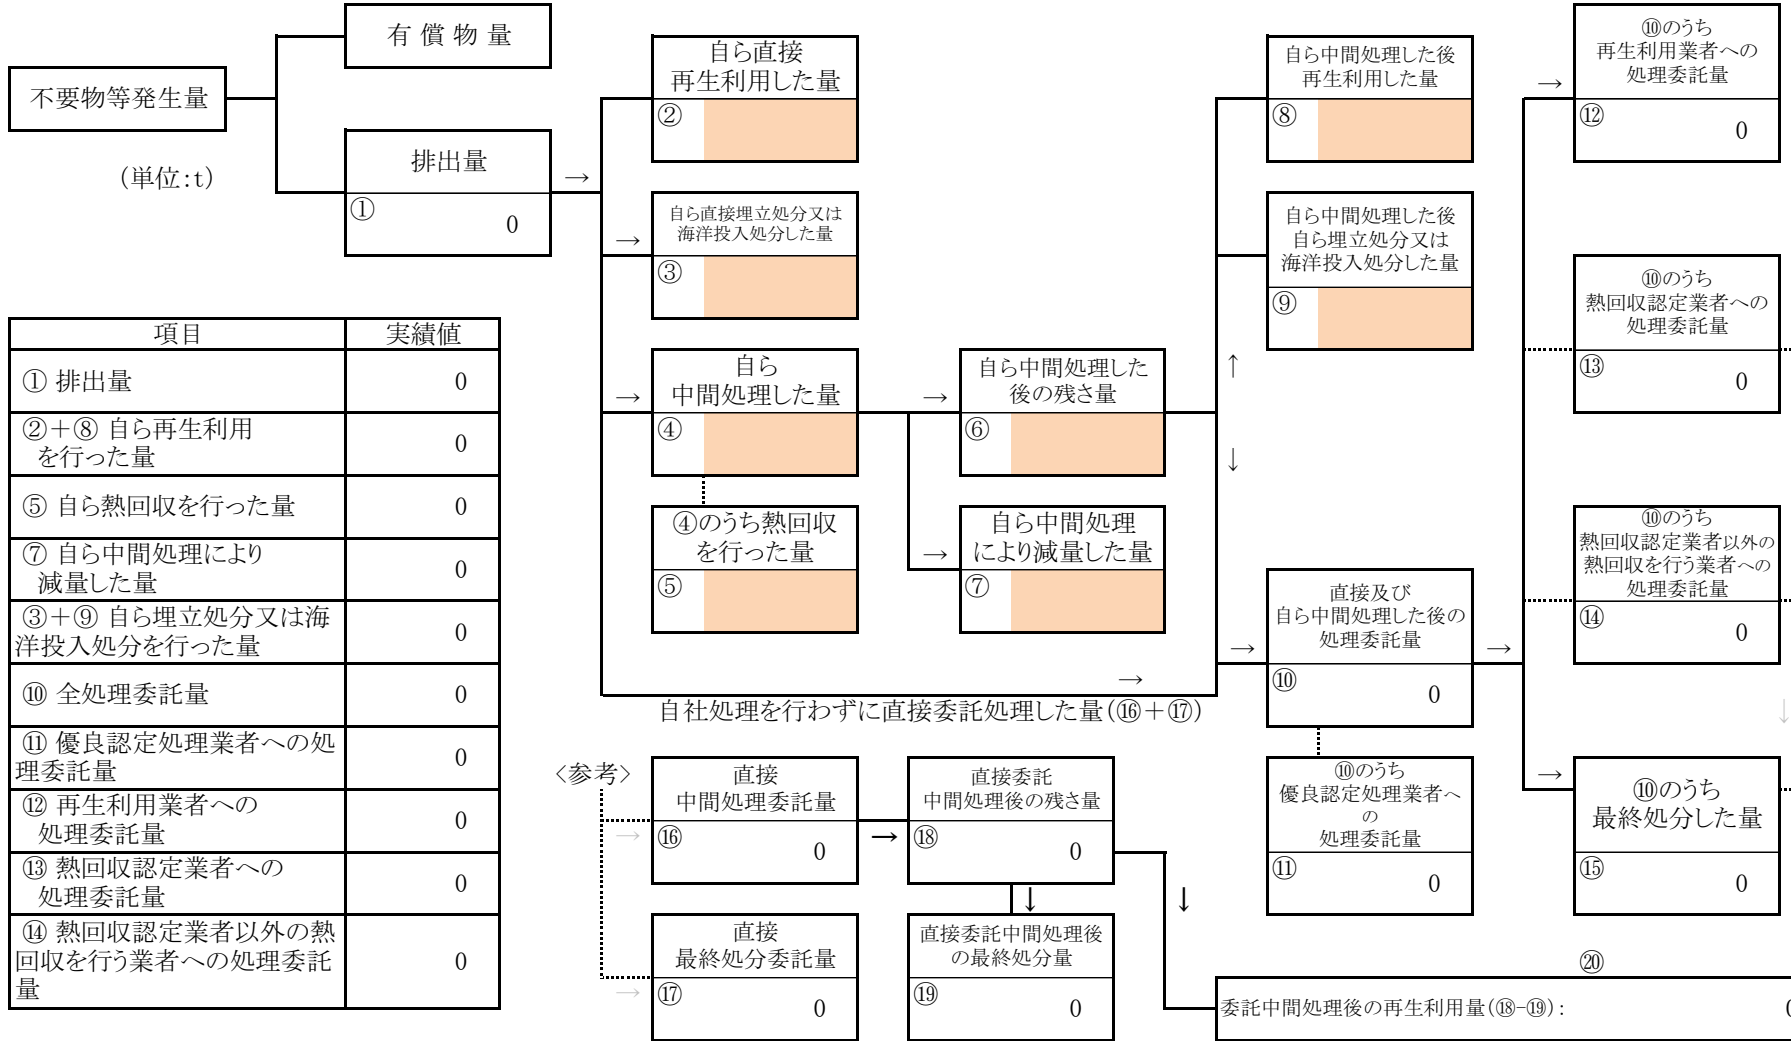 不要物等発生量
有 償 物 量
(単位:t)
排出量
①
0
→
自ら直接
再生利用した量
②
→
自ら直接埋立処分又は
海洋投入処分した量
③
→
自ら
中間処理した量
④
④のうち熱回収
を行った量
⑤
→
自ら中間処理した
後の残さ量
⑥
→
自ら中間処理
により減量した量
⑦
自ら中間処理した後
再生利用した量
⑧
自ら中間処理した後
自ら埋立処分又は
海洋投入処分した量
⑨
↑
↓
→
自社処理を行わずに直接委託処理した量(⑯+⑰)
→
直接及び
自ら中間処理した後の
処理委託量
⑩
0
→
⑩のうち
優良認定処理業者へ
の
処理委託量
⑪
0
→
⑩のうち
再生利用業者への
処理委託量
⑫
0
⑩のうち
熱回収認定業者への
処理委託量
⑬
0
⑩のうち
熱回収認定業者以外の
熱回収を行う業者への
処理委託量
⑭
0
↓
→
⑩のうち
最終処分した量
⑮
0
項目 実績値
① 排出量 0
②+⑧ 自ら再生利用
を行った量 0
⑤ 自ら熱回収を行った量 0
⑦ 自ら中間処理により
減量した量 0
③+⑨ 自ら埋立処分又は海
洋投入処分を行った量 0
⑩ 全処理委託量 0
⑪ 優良認定処理業者への処
理委託量 0
⑫ 再生利用業者への
処理委託量 0
⑬ 熱回収認定業者への
処理委託量 0
⑭ 熱回収認定業者以外の熱
回収を行う業者への処理委託
量 0
<参考>
→
直接
中間処理委託量
⑯
0
→
直接委託
中間処理後の残さ量
⑱
0
↓
↓
→
直接
最終処分委託量
⑰
0
直接委託中間処理後
の最終処分量
⑲
0
⑳
委託中間処理後の再生利用量(⑱-⑲): 0